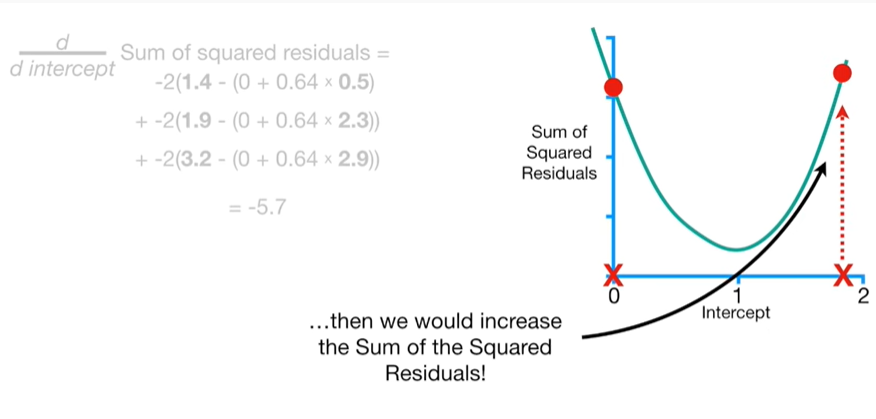 d
d intercept
Sum of squared residuals =
-2(1.4 - (0 + 0.64 × 0.5)
+ -2(1.9 - (0 + 0.64 × 2.3))
+ -2(3.2 - (0 + 0.64 × 2.9))
= -5.7
Sum of
Squared
Residuals
0
1
2
Intercept
…then we would increase
the Sum of the Squared
Residuals!